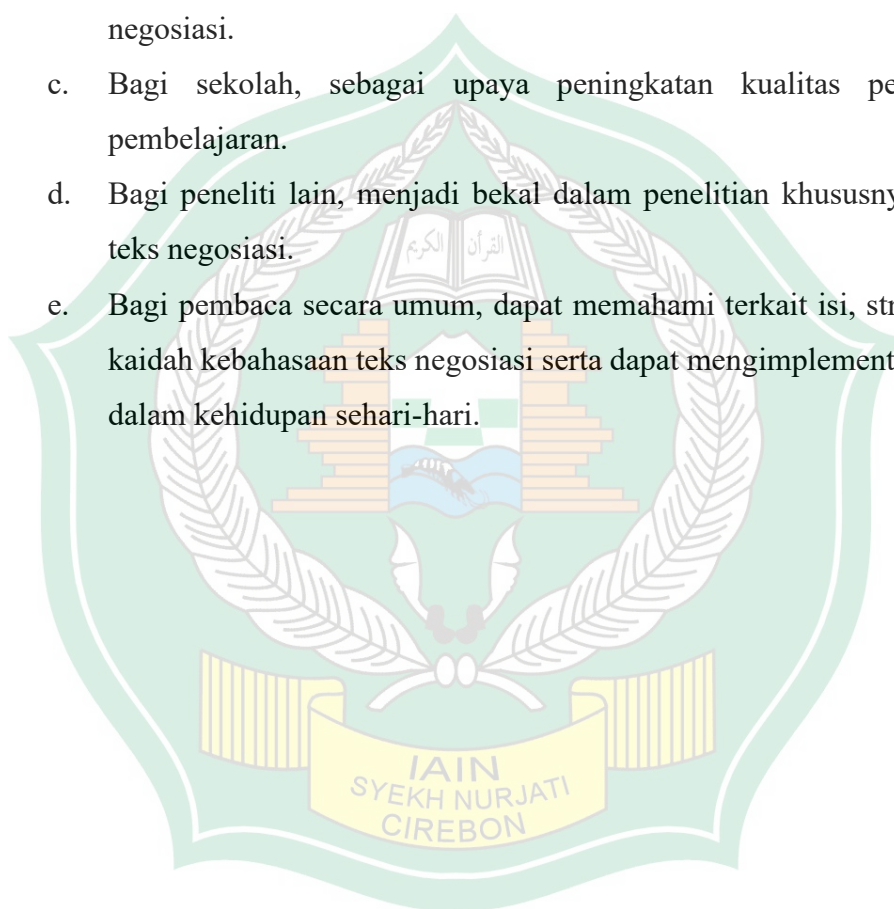 negosiasi.
c. Bagi sekolah, sebagai upaya peningkatan kualitas pe
pembelajaran.
d. Bagi peneliti lain, menjadi bekal dalam penelitian khususny
teks negosiasi.
القرأن الكريم
e. Bagi pembaca secara umum, dapat memahami terkait isi, str
kaidah kebahasaan teks negosiasi serta dapat mengimplement
dalam kehidupan sehari-hari.
IAIN
SYEKH NURJATI
CIREBON